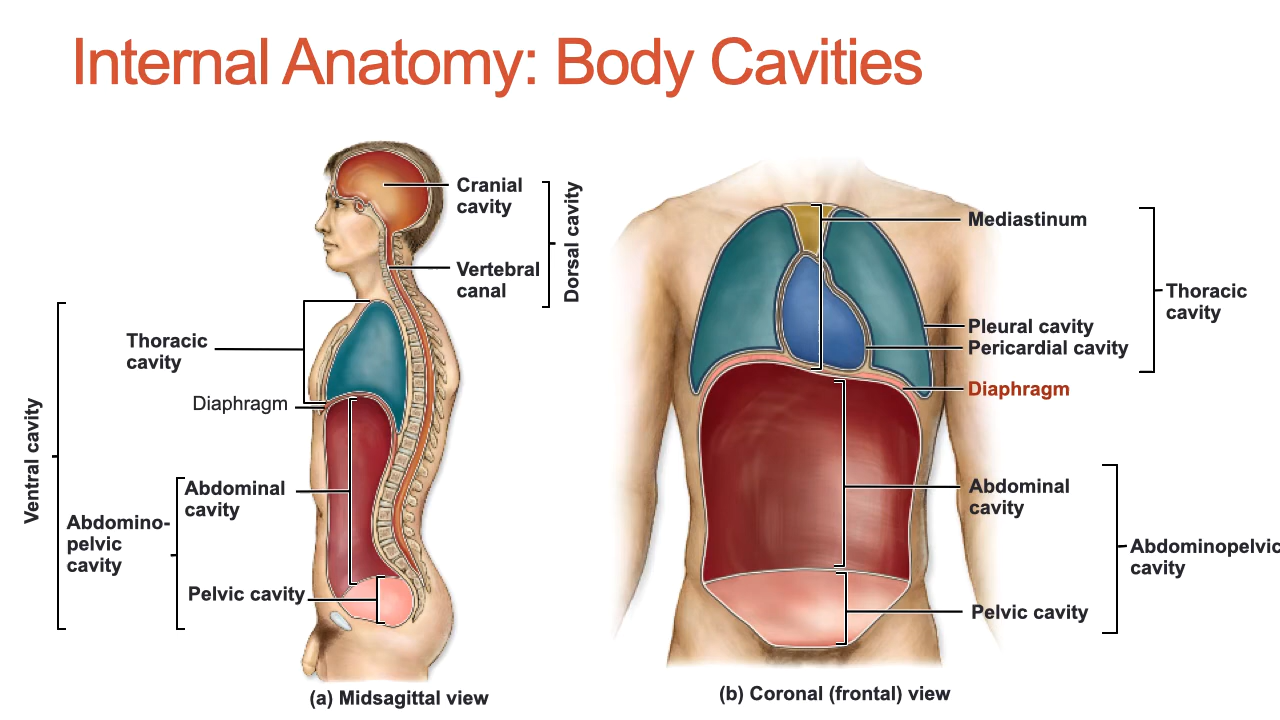 Internal Anatomy: Body Cavities
Cranial
cavity
Vertebral
canal
Dorsal cavity
Thoracic
cavity
Diaphragm
Ventral cavity
Abdominal
cavity
Abdomino-
pelvic
cavity
Pelvic cavity
(a) Midsagittal view
Mediastinum
Thoracic
cavity
Pleural cavity
Pericardial cavity
Diaphragm
Abdominal
cavity
Abdominopelvic
cavity
Pelvic cavity
(b) Coronal (frontal) view